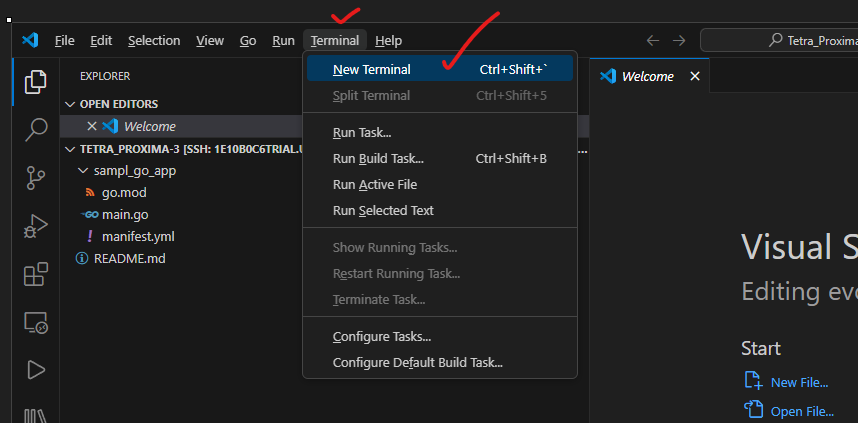 File Edit Selection View Go Run Terminal Help
Tetra_Proxima
EXPLORER
OPEN EDITORS
Welcome
TETRA_PROXIMA-3 [SSH: 1E10B0C6TRIAL.U
...
sampl_go_app
go.mod
main.go
manifest.yml
README.md
New Terminal Ctrl+Shift+`
Split Terminal Ctrl+Shift+5
Run Task...
Run Build Task... Ctrl+Shift+B
Run Active File
Run Selected Text
Show Running Tasks...
Restart Running Task...
Terminate Task...
Configure Tasks...
Configure Default Build Task...
Welcome
Visual S
Editing evo
Start
New File...
Open File...